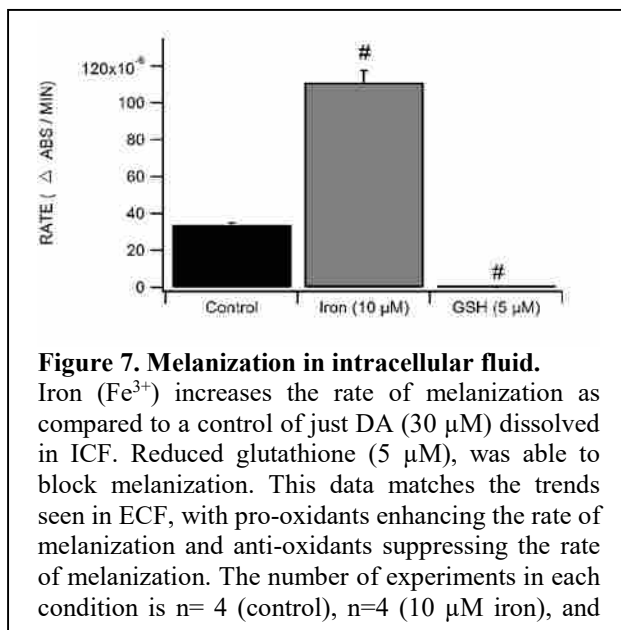 #
120x10⁻⁶
100
80
60
40
20
0
RATE ( △ ABS / MIN)
#
Control
Iron (10 µM)
GSH (5 µM)
Figure 7. Melanization in intracellular fluid.
Iron (Fe³⁺) increases the rate of melanization as
compared to a control of just DA (30 µM) dissolved
in ICF. Reduced glutathione (5 µM), was able to
block melanization. This data matches the trends
seen in ECF, with pro-oxidants enhancing the rate of
melanization and anti-oxidants suppressing the rate
of melanization. The number of experiments in each
condition is n= 4 (control), n=4 (10 µM iron), and